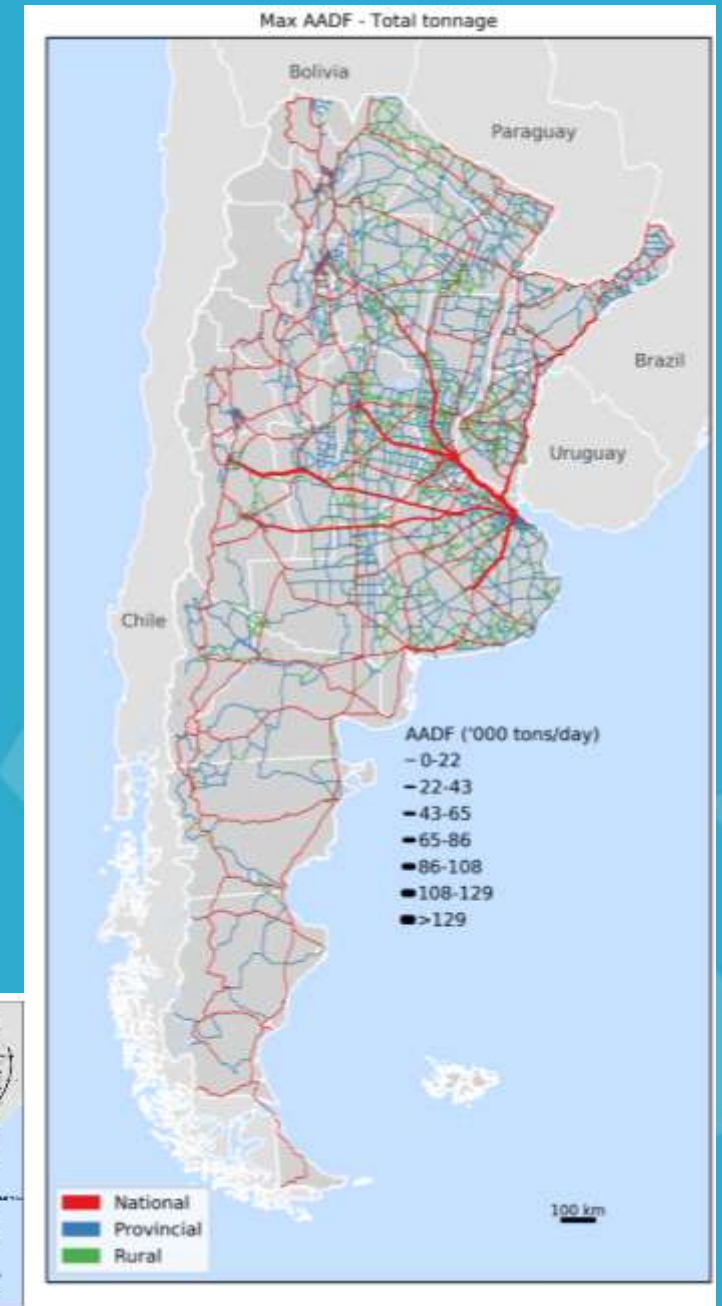 Max AADF - Total tonnage
Bolivia
Paraguay
Brazil
Uruguay
Chile
AADF ('000 tons/day)
0-22
22-43
43-65
65-86
86-108
108-129
>129
National
Provincial
Rural
100 km